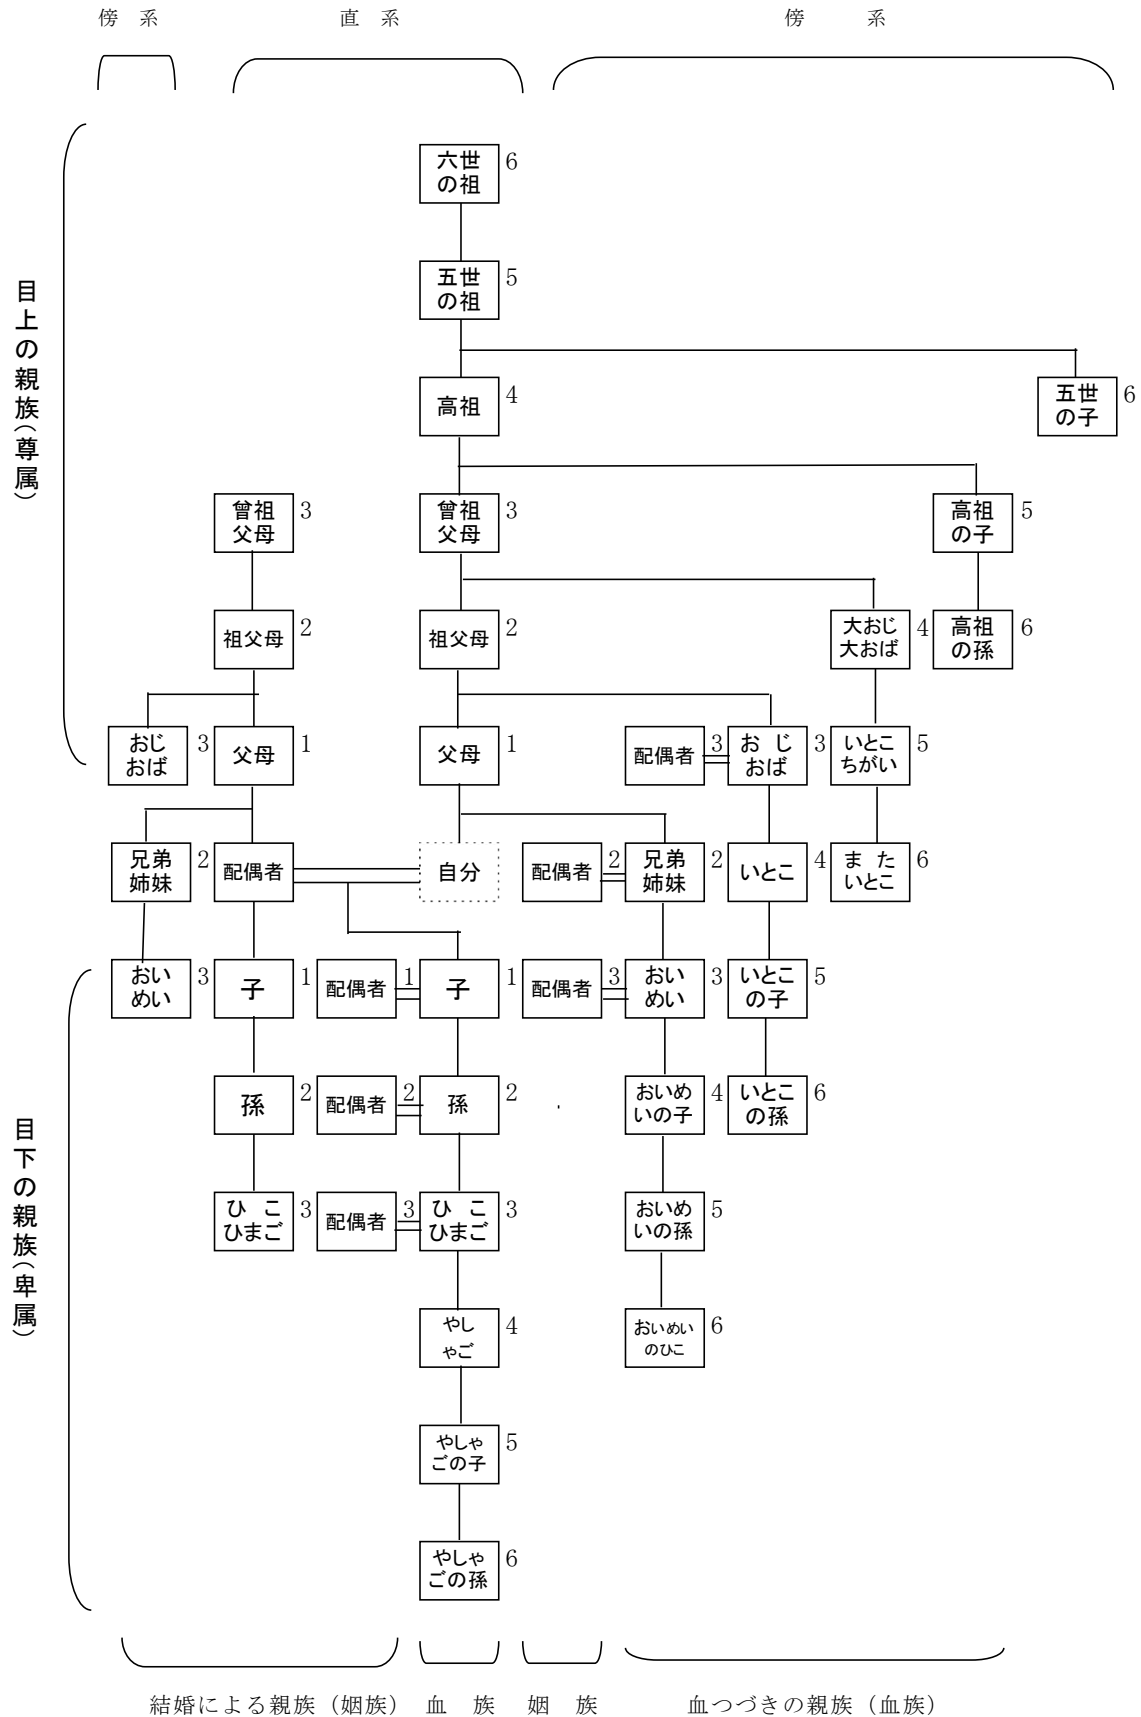 傍 系
直 系
傍 系
目上の親族（尊属）
六世
の祖
6
五世
の祖
5
高祖
4
五世
の子
6
曾祖
父母
3
曾祖
父母
3
高祖
の子
5
祖父母
2
祖父母
2
大おじ
大おば
4
高祖
の孫
6
おじ
おば
3
父母
1
父母
1
配偶者
3
お じ
おば
3
いとこ
ちがい
5
兄弟
姉妹
2
配偶者
自分
配偶者
2
兄弟
姉妹
2
いとこ
4
ま た
いとこ
6
目下の親族（卑属）
おい
めい
3
子
1
配偶者
1
子
1
配偶者
3
おい
めい
3
いとこ
の子
5
孫
2
配偶者
2
孫
2
おいめ
いの子
4
いとこ
の孫
6
ひ こ
ひまご
3
配偶者
3
ひ こ
ひまご
3
おいめ
いの孫
5
やし
ゃご
4
おいめい
のひこ
6
やしゃ
ごの子
5
やしゃ
ごの孫
6
結婚による親族（姻族）
血 族
姻 族
血つづきの親族（血族）